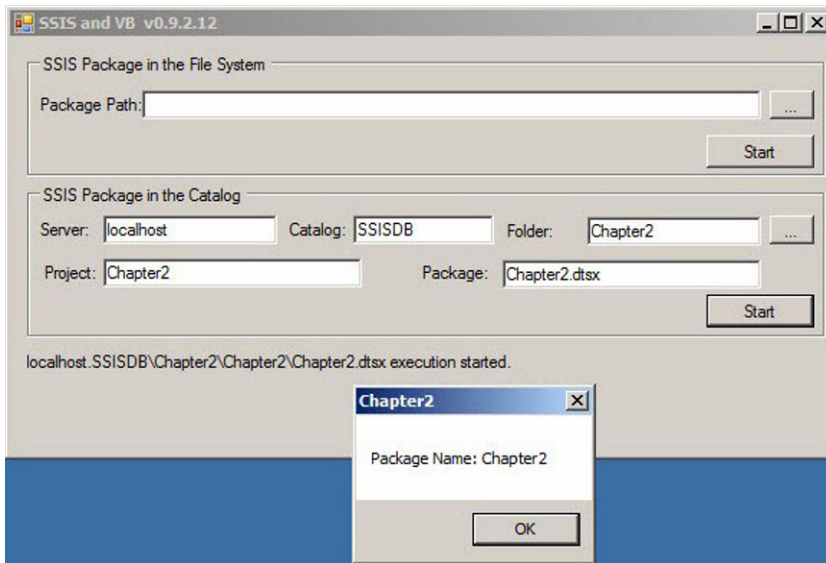 SSIS and VB v0.9.2.12
SSIS Package in the File System
Package Path:
...
Start
SSIS Package in the Catalog
Server: localhost Catalog: SSISDB Folder: Chapter2 ...
Project: Chapter2 Package: Chapter2.dtsx
Start
localhost.SSISDB\Chapter2\Chapter2\Chapter2.dtsx execution started.
Chapter2
Package Name: Chapter2
OK